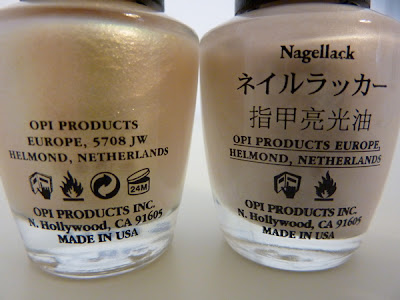 OPI PRODUCTS
EUROPE, 5708 JW
HELMOND, NETHERLANDS
24M
OPI PRODUCTS INC.
N. Hollywood, CA 91605
MADE IN USA
Nagellack
ネイルラッカー
指甲亮光油
OPI PRODUCTS EUROPE,
HELMOND, NETHERLANDS
OPI PRODUCTS INC.
N. Hollywood, CA 91605
MADE IN USA